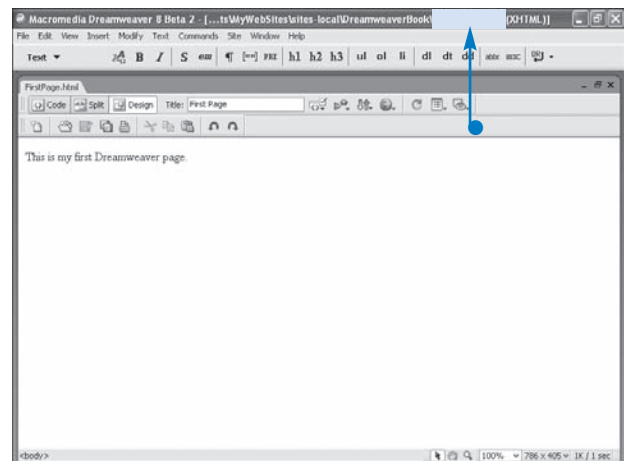 Macromedia Dreamweaver 8 Beta 2 - [...ts\MyWebSites\sites-local\DreamweaverBook\ (XHTML)]
File Edit View Insert Modify Text Commands Site Window Help
Text B I S em ¶ [""] PRE h1 h2 h3 ul ol li dl dt dd abbr
FirstPage.html
Code Split Design Title: First Page
This is my first Dreamweaver page.
<body> 100% 786 x 405 1K / 1 sec